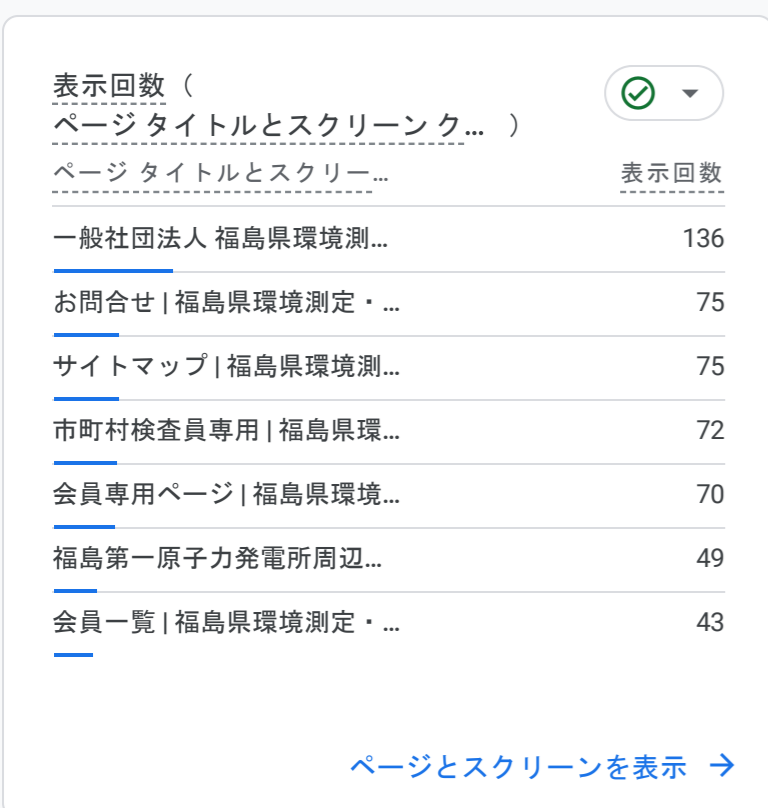 表示回数（
ページ タイトルとスクリーン ク... ）
ページ タイトルとスクリー... 表示回数
一般社団法人 福島県環境測... 136
お問合せ | 福島県環境測定・... 75
サイトマップ | 福島県環境測... 75
市町村検査員専用 | 福島県環... 72
会員専用ページ | 福島県環境... 70
福島第一原子力発電所周辺... 49
会員一覧 | 福島県環境測定・... 43
ページとスクリーンを表示 →